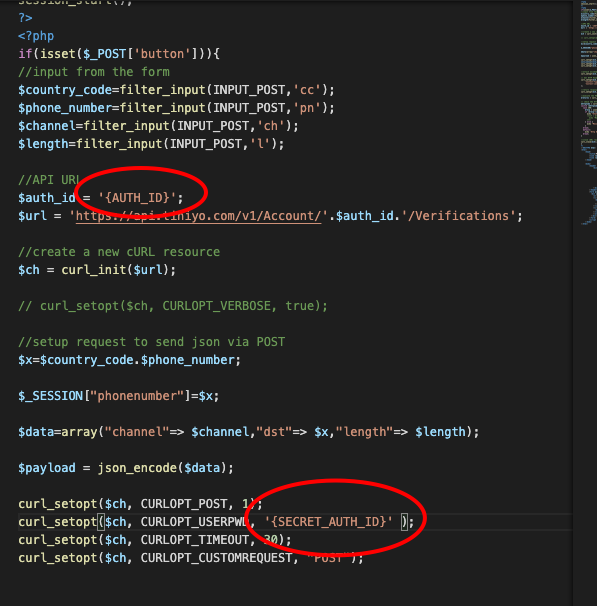 session_start();
?>
<?php
if(isset($_POST['button'])){
//input from the form
$country_code=filter_input(INPUT_POST,'cc');
$phone_number=filter_input(INPUT_POST,'pn');
$channel=filter_input(INPUT_POST,'ch');
$length=filter_input(INPUT_POST,'l');
//API URL
$auth_id = '{AUTH_ID}';
$url = 'https://api.tiniyo.com/v1/Account/'.$auth_id.'/Verifications';
//create a new cURL resource
$ch = curl_init($url);
// curl_setopt($ch, CURLOPT_VERBOSE, true);
//setup request to send json via POST
$x=$country_code.$phone_number;
$_SESSION["phonenumber"]=$x;
$data=array("channel"=> $channel,"dst"=> $x,"length"=> $length);
$payload = json_encode($data);
curl_setopt($ch, CURLOPT_POST, 1);
curl_setopt($ch, CURLOPT_USERPWD, '{SECRET_AUTH_ID}' );
curl_setopt($ch, CURLOPT_TIMEOUT, 30);
curl_setopt($ch, CURLOPT_CUSTOMREQUEST, "POST");